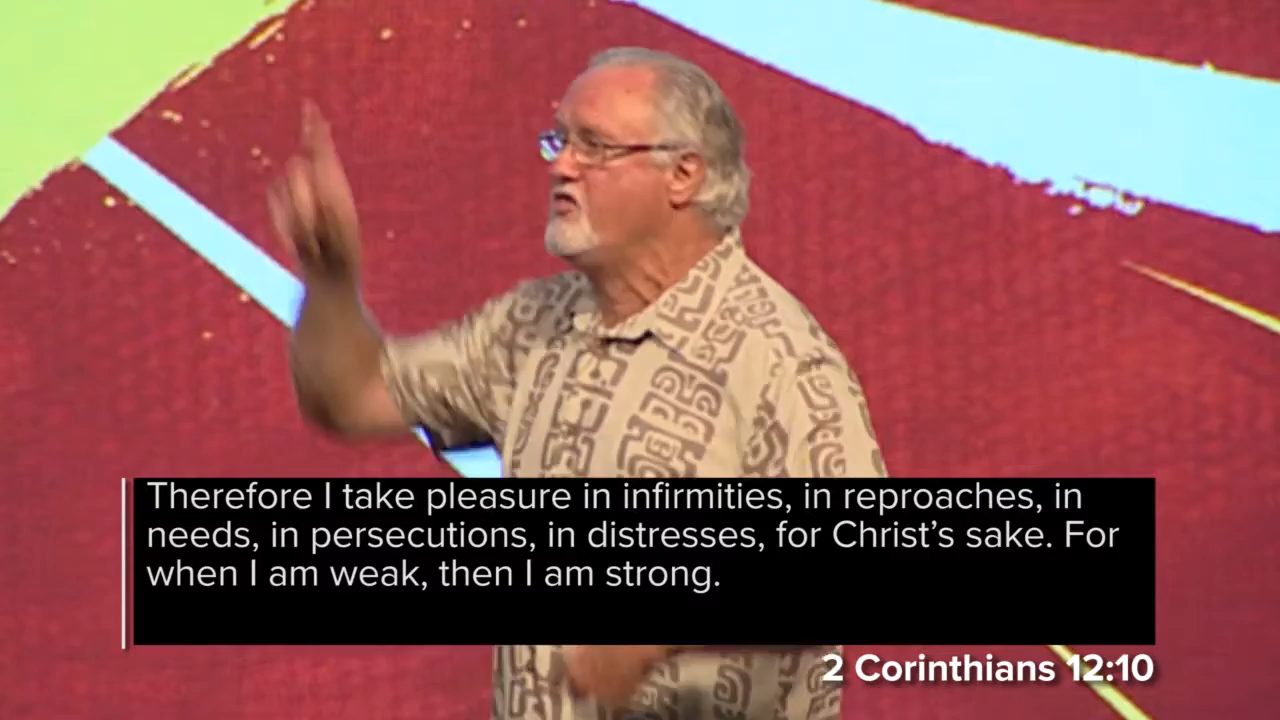 Therefore I take pleasure in infirmities, in reproaches, in
needs, in persecutions, in distresses, for Christ’s sake. For
when I am weak, then I am strong.
2 Corinthians 12:10